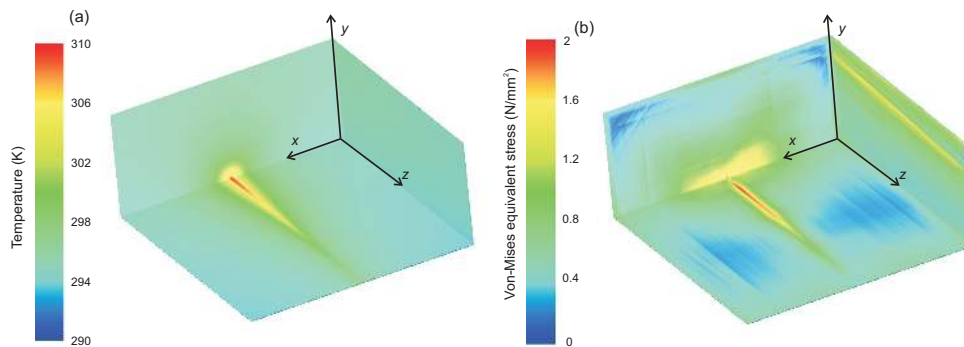 (a)
Temperature (K)
310
306
302
298
294
290
y
x
z
(b)
Von-Mises equivalent stress (N/mm²)
2
1.6
1.2
0.8
0.4
0
y
x
z